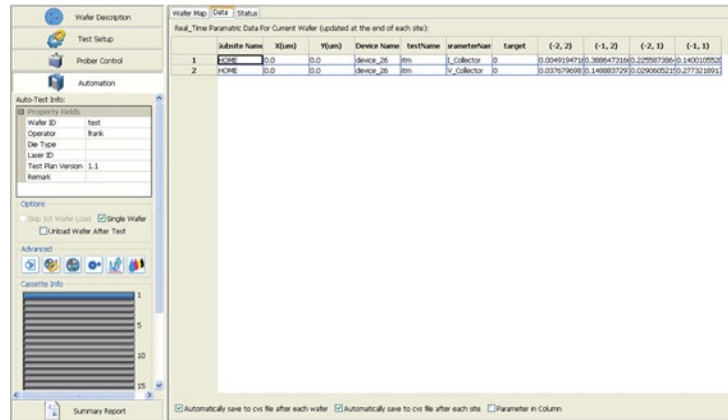 Wafer Description
Test Setup
Prober Control
Automation
Auto-Test Info:
Property Fields
Wafer ID test
Operator frank
Die Type
Laser ID
Test Plan Version 1.1
Remark
Options
Skip 1st Wafer Load Single Wafer
Unload Wafer After Test
Advanced
Cassette Info
1
5
10
15
Summary Report
Wafer Map Data Status
Real_Time Paramatric Data For Current Wafer (updated at the end of each site):
Subsite Name X(um) Y(um) Device Name testName arameterNam target (-2, 2) (-1, 2) (-2, 1) (-1, 1)
1 HOME 0.0 0.0 device_26 itm I_Collector 0
2 HOME 0.0 0.0 device_26 itm V_Collector 0
Automatically save to cvs file after each wafer Automatically save to cvs file after each site Parameter in Column